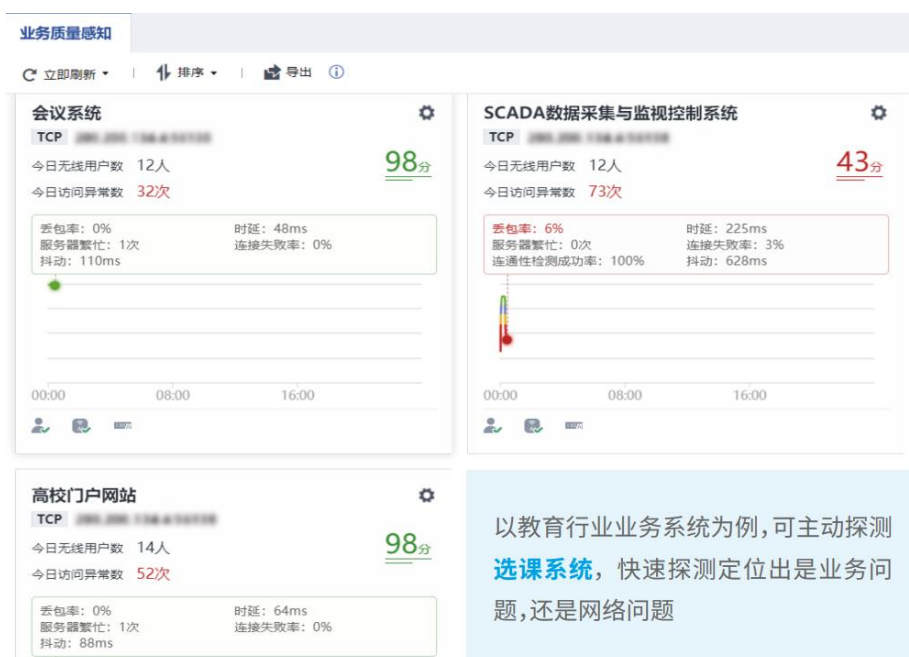 业务质量感知
立即刷新 排序 导出
会议系统
TCP
今日无线用户数 12人
98分
今日访问异常数 32次
丢包率：0% 时延：48ms
服务器繁忙：1次 连接失败率：0%
抖动：110ms
00:00 08:00 16:00
SCADA数据采集与监视控制系统
TCP
今日无线用户数 12人
43分
今日访问异常数 73次
丢包率：6% 时延：225ms
服务器繁忙：0次 连接失败率：3%
连通性检测成功率：100% 抖动：628ms
00:00 08:00 16:00
高校门户网站
TCP
今日无线用户数 14人
98分
今日访问异常数 52次
丢包率：0% 时延：64ms
服务器繁忙：1次 连接失败率：0%
抖动：88ms
以教育行业业务系统为例，可主动探测
选课系统，快速探测定位出是业务问
题，还是网络问题